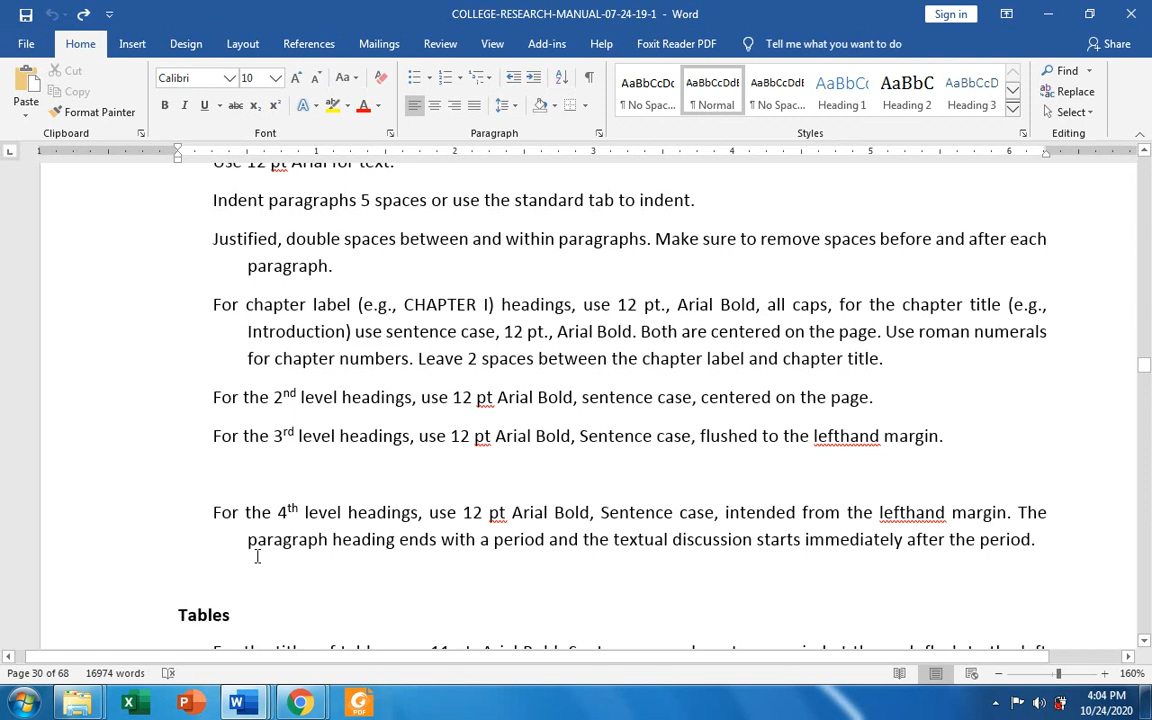 COLLEGE-RESEARCH-MANUAL-07-24-19-1 - Word
Sign in
File Home Insert Design Layout References Mailings Review View Add-ins Help Foxit Reader PDF Tell me what you want to do Share
Paste
Cut
Copy
Format Painter
Clipboard
Calibri 10
Font
Paragraph
AaBbCcDc AaBbCcDdE AaBbCcDdE AaBbCc AaBbC AaBbCcDd
¶ No Spac... ¶ Normal ¶ No Spac... Heading 1 Heading 2 Heading 3
Styles
Find
Replace
Select
Editing
Use 12 pt Arial for text.
Indent paragraphs 5 spaces or use the standard tab to indent.
Justified, double spaces between and within paragraphs. Make sure to remove spaces before and after each
paragraph.
For chapter label (e.g., CHAPTER I) headings, use 12 pt., Arial Bold, all caps, for the chapter title (e.g.,
Introduction) use sentence case, 12 pt., Arial Bold. Both are centered on the page. Use roman numerals
for chapter numbers. Leave 2 spaces between the chapter label and chapter title.
For the 2nd level headings, use 12 pt Arial Bold, sentence case, centered on the page.
For the 3rd level headings, use 12 pt Arial Bold, Sentence case, flushed to the lefthand margin.
For the 4th level headings, use 12 pt Arial Bold, Sentence case, intended from the lefthand margin. The
paragraph heading ends with a period and the textual discussion starts immediately after the period.
Tables
Page 30 of 68 16974 words
160%
4:04 PM
10/24/2020